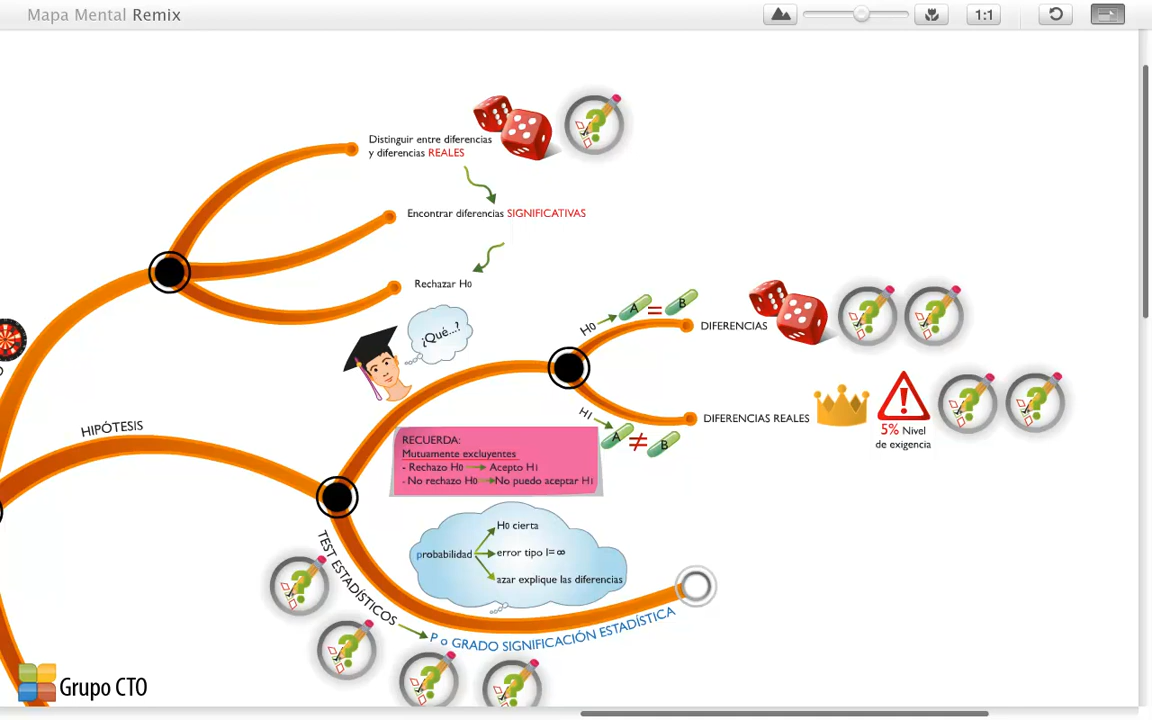 Mapa Mental Remix
1:1
Distinguir entre diferencias
y diferencias REALES
Encontrar diferencias SIGNIFICATIVAS
Rechazar H0
¿Qué...?
H0
A = B
DIFERENCIAS
H1
A ≠ B
DIFERENCIAS REALES
5% Nivel
de exigencia
HIPÓTESIS
RECUERDA:
Mutuamente excluyentes
- Rechazo H0 Acepto H1
- No rechazo H0 No puedo aceptar H1
probabilidad
H0 cierta
error tipo I=∞
azar explique las diferencias
TEST ESTADÍSTICOS
P o GRADO SIGNIFICACIÓN ESTADÍSTICA
Grupo CTO